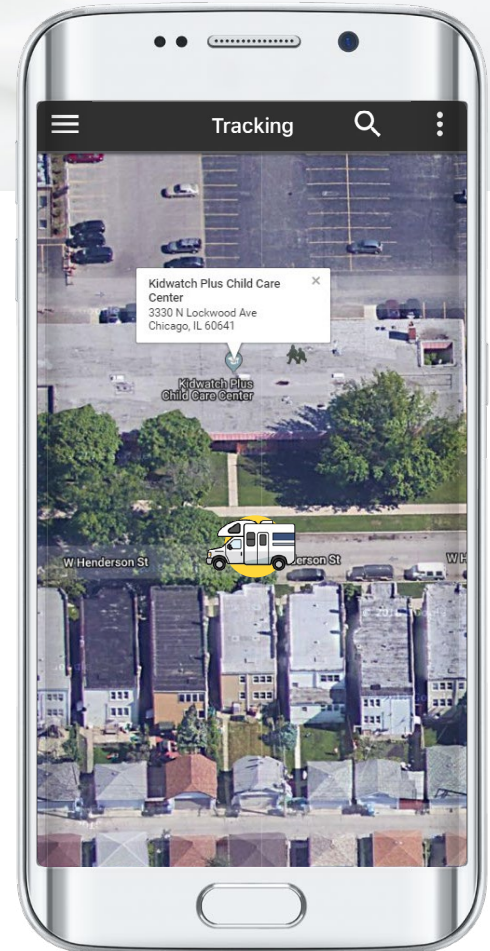 Tracking
Kidwatch Plus Child Care
Center
3330 N Lockwood Ave
Chicago, IL 60641
Kidwatch Plus
Child Care Center
W Henderson St
erson St
W H